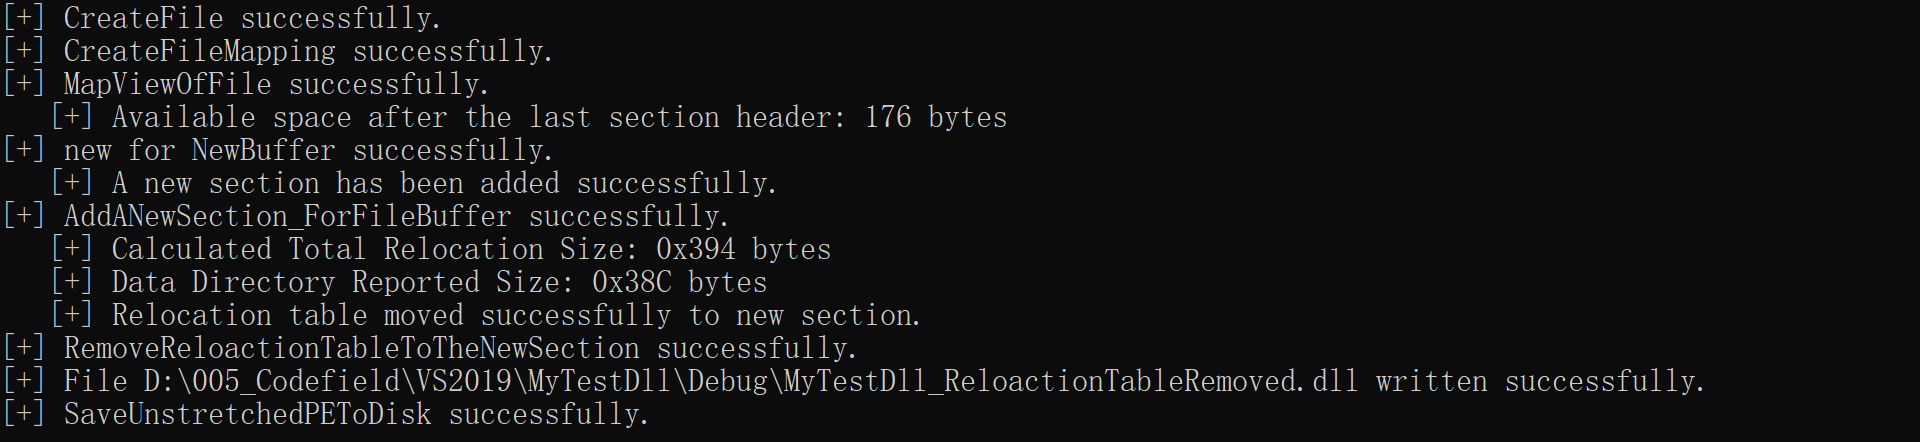 [+] CreateFile successfully.
[+] CreateFileMapping successfully.
[+] MapViewOfFile successfully.
[+] Available space after the last section header: 176 bytes
[+] new for NewBuffer successfully.
[+] A new section has been added successfully.
[+] AddANewSection_ForFileBuffer successfully.
[+] Calculated Total Relocation Size: 0x394 bytes
[+] Data Directory Reported Size: 0x38C bytes
[+] Relocation table moved successfully to new section.
[+] RemoveReloactionTableToTheNewSection successfully.
[+] File D:\005_Codefield\VS2019\MyTestDll\Debug\MyTestDll_ReloactionTableRemoved.dll written successfully.
[+] SaveUnstretchedPEToDisk successfully.